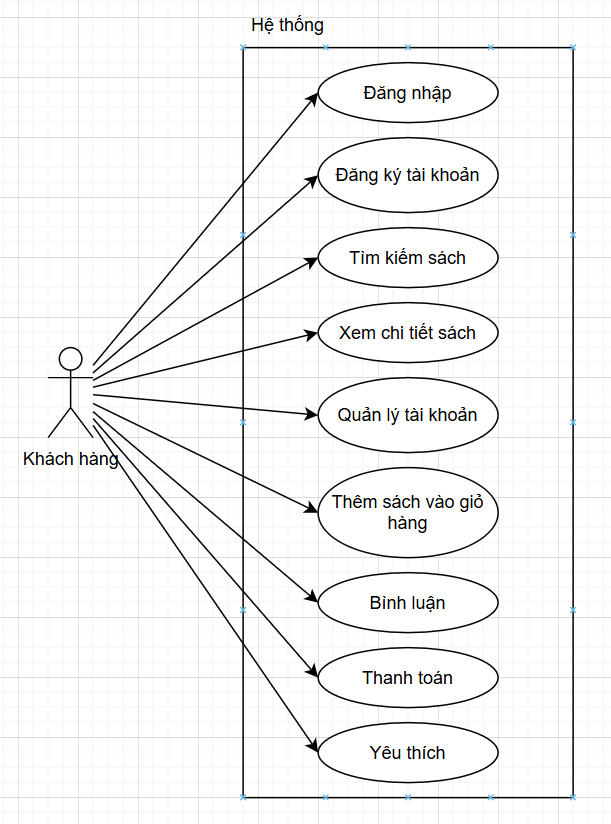 Hệ thống
Đăng nhập
Đăng ký tài khoản
Tìm kiếm sách
Xem chi tiết sách
Quản lý tài khoản
Khách hàng
Thêm sách vào giỏ
hàng
Bình luận
Thanh toán
Yêu thích